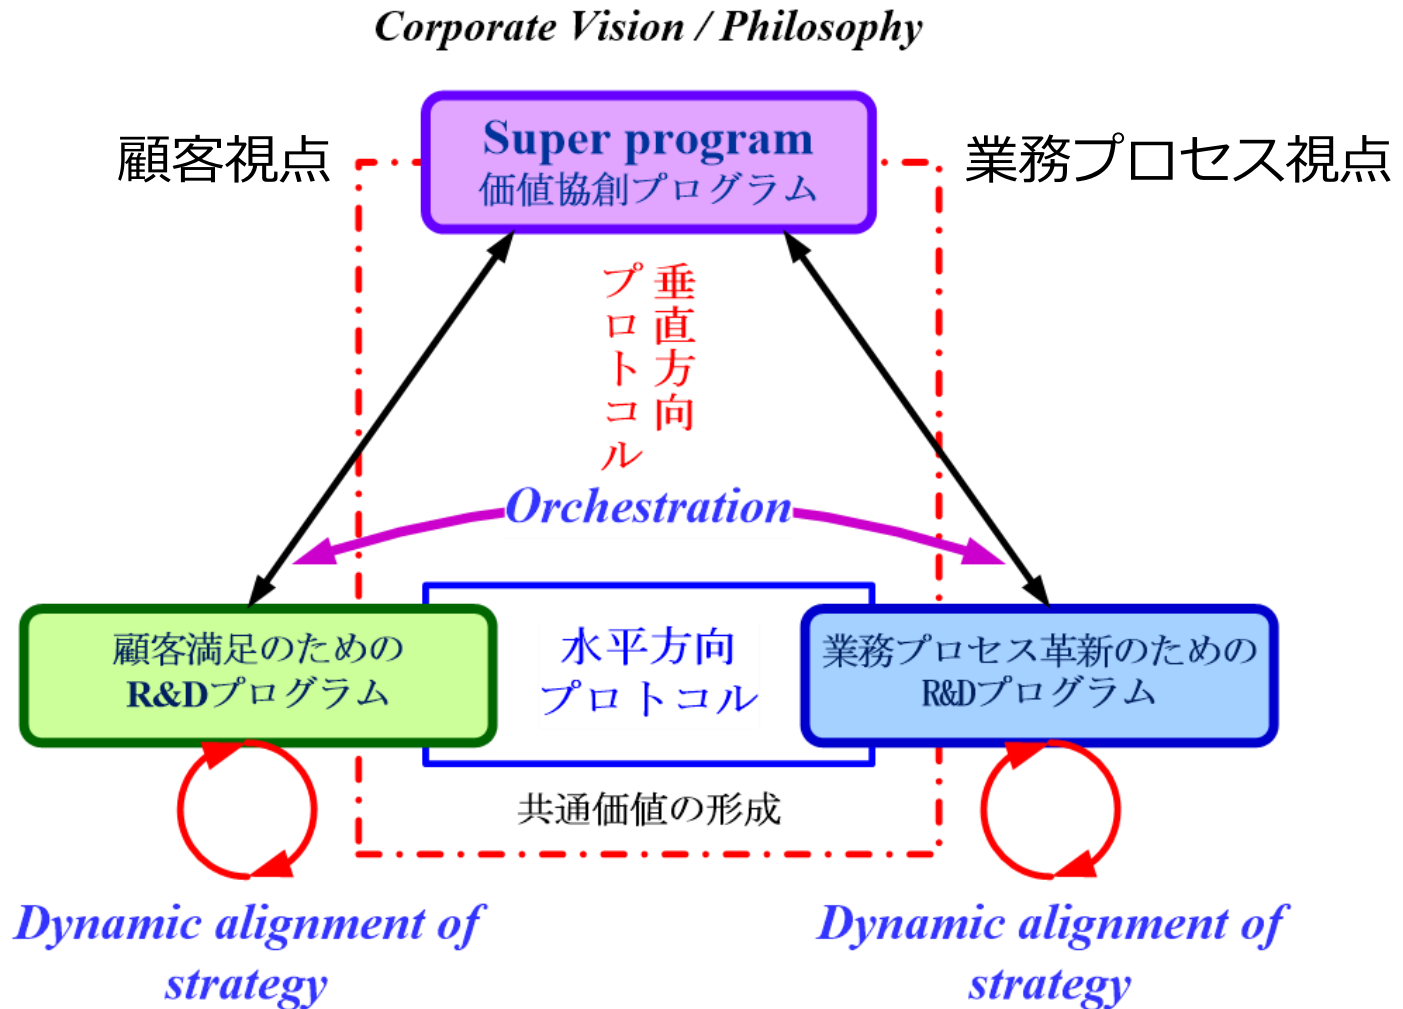 Corporate Vision / Philosophy
顧客視点
Super program
価値協創プログラム
業務プロセス視点
垂直方向
プロトコル
Orchestration
顧客満足のための
R&Dプログラム
水平方向
プロトコル
業務プロセス革新のための
R&Dプログラム
共通価値の形成
Dynamic alignment of
strategy
Dynamic alignment of
strategy